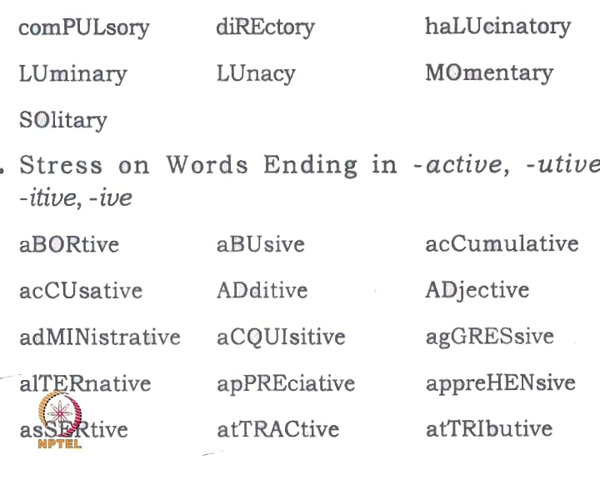 comPULsory diREctory haLUcinatory
LUminary LUnacy MOmentary
SOlitary
. Stress on Words Ending in -active, -utive
-itive, -ive
aBORtive aBUsive acCumulative
acCUsative ADditive ADjective
adMINistrative aCQUIsitive agGRESsive
alTERnative apPREciative appreHENsive
asSERtive atTRACtive atTRIbutive
NPTEL